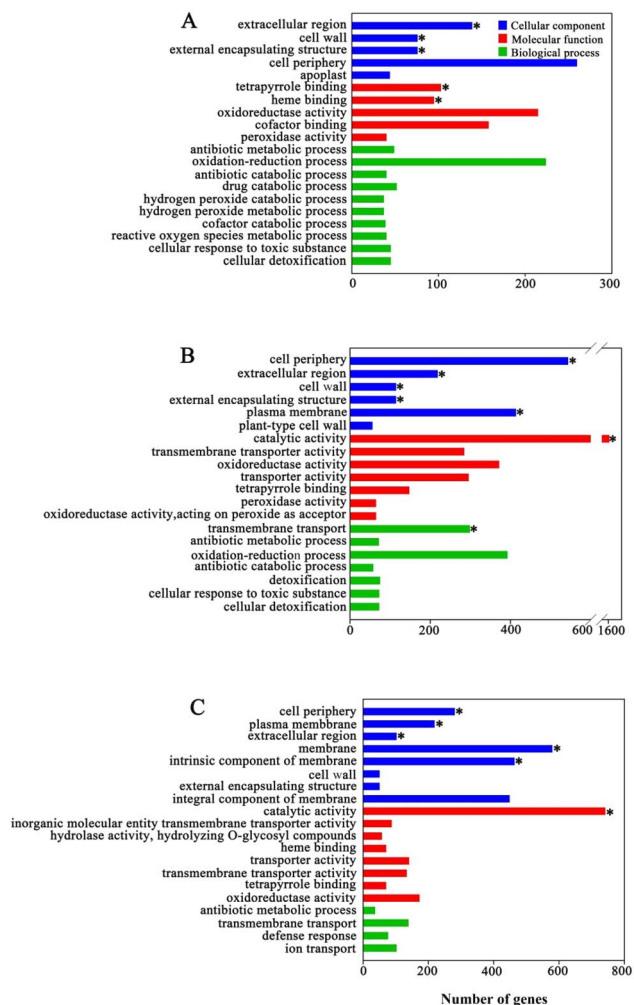 A
extracellular region
cell wall
external encapsulating structure
cell periphery
apoplast
tetrapyrrole binding
heme binding
oxidoreductase activity
cofactor binding
peroxidase activity
antibiotic metabolic process
oxidation-reduction process
antibiotic catabolic process
drug catabolic process
hydrogen peroxide catabolic process
hydrogen peroxide metabolic process
cofactor catabolic process
reactive oxygen species metabolic process
cellular response to toxic substance
cellular detoxification
* * * * *
Cellular component
Molecular function
Biological process
0 100 200 300
B
cell periphery
extracellular region
cell wall
external encapsulating structure
plasma membrane
plant-type cell wall
catalytic activity
transmembrane transporter activity
oxidoreductase activity
transporter activity
tetrapyrrole binding
peroxidase activity
oxidoreductase activity,acting on peroxide as acceptor
transmembrane transport
antibiotic metabolic process
oxidation-reduction process
antibiotic catabolic process
detoxification
cellular response to toxic substance
cellular detoxification
* * * * * * *
0 200 400 600 1600
C
cell periphery
plasma membbrane
extracellular region
membrane
intrinsic component of membrane
cell wall
external encapsulating structure
integral component of membrane
catalytic activity
inorganic molecular entity transmembrane transporter activity
hydrolase activity, hydrolyzing O-glycosyl compounds
heme binding
transporter activity
transmembrane transporter activity
tetrapyrrole binding
oxidoreductase activity
antibiotic metabolic process
transmembrane transport
defense response
ion transport
* * * * * *
0 200 400 600 800
Number of genes